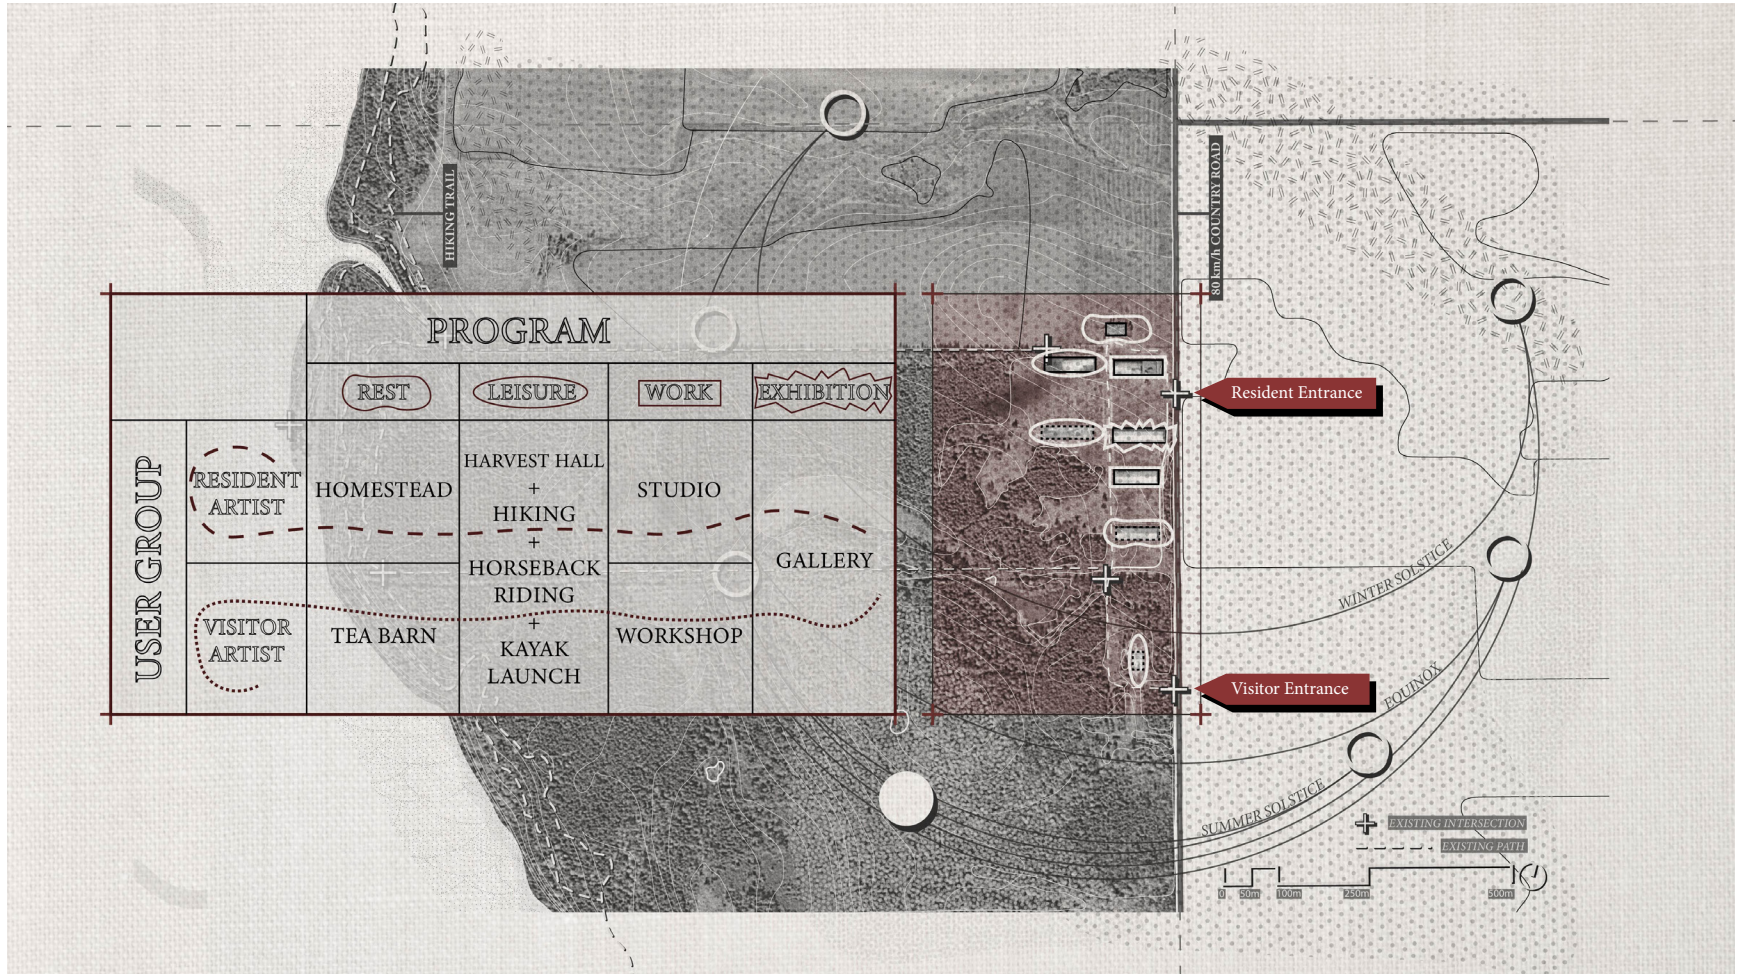 HIKING TRAIL
80 km/h COUNTRY ROAD
PROGRAM
REST
LEISURE
WORK
EXHIBITION
USER GROUP
RESIDENT
ARTIST
HOMESTEAD
HARVEST HALL
+
HIKING
+
HORSEBACK
RIDING
+
KAYAK
LAUNCH
STUDIO
GALLERY
VISITOR
ARTIST
TEA BARN
WORKSHOP
Resident Entrance
Visitor Entrance
WINTER SOLSTICE
EQUINOX
SUMMER SOLSTICE
EXISTING INTERSECTION
EXISTING PATH
0 50m 100m 250m 500m